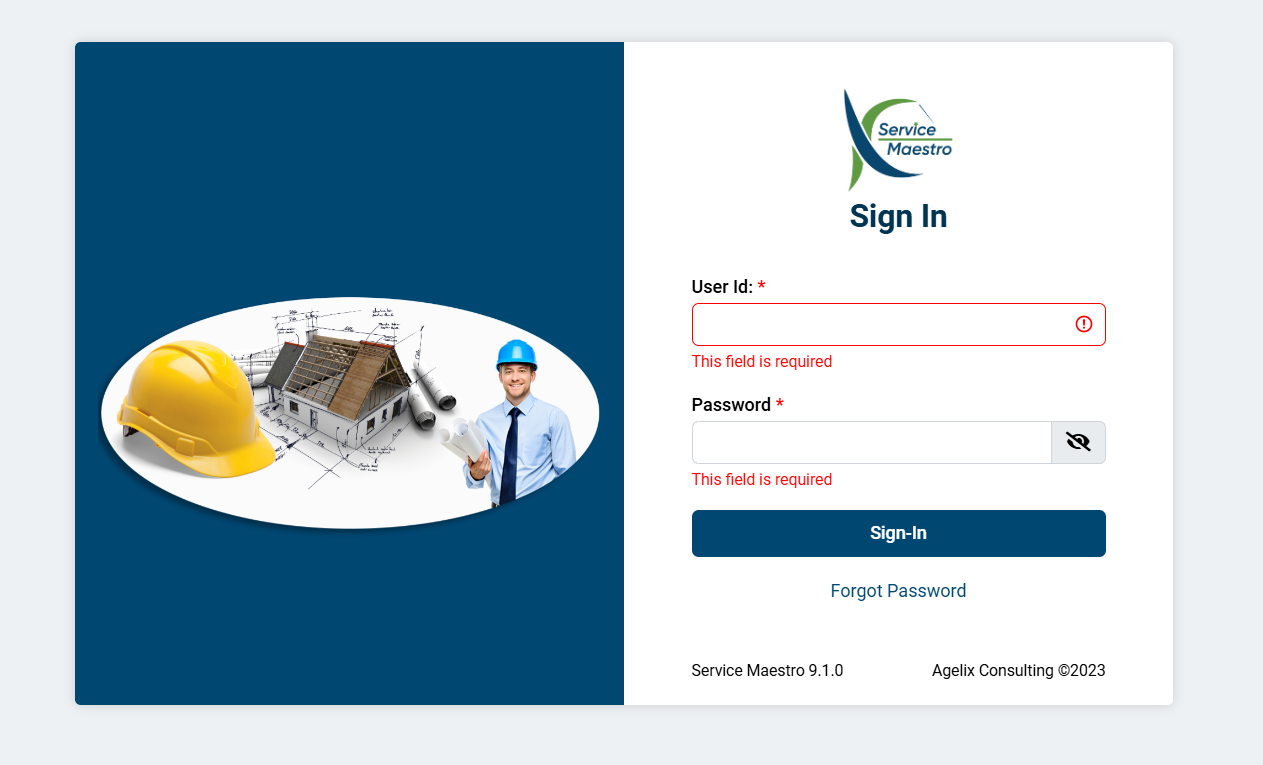 Service
Maestro
Sign In
User Id: *
This field is required
Password *
This field is required
Sign-In
Forgot Password
Service Maestro 9.1.0
Agelix Consulting ©2023